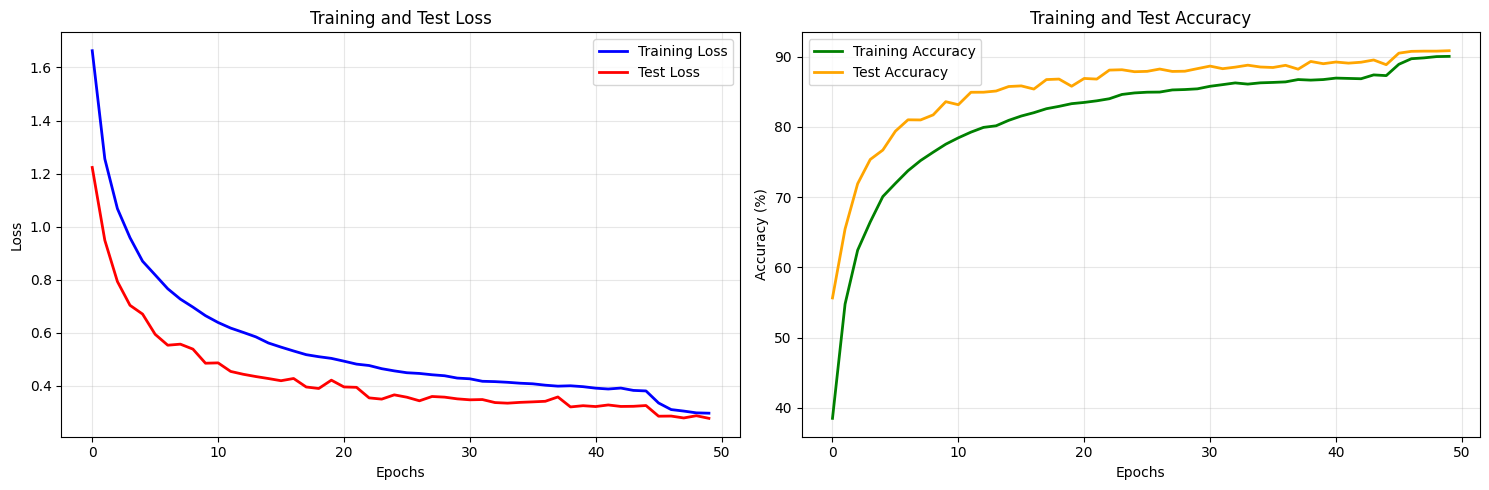 Training and Test Loss
Training Loss
Test Loss
Loss
1.6
1.4
1.2
1.0
0.8
0.6
0.4
0
10
20
30
40
50
Epochs
Training and Test Accuracy
Training Accuracy
Test Accuracy
Accuracy (%)
90
80
70
60
50
40
0
10
20
30
40
50
Epochs